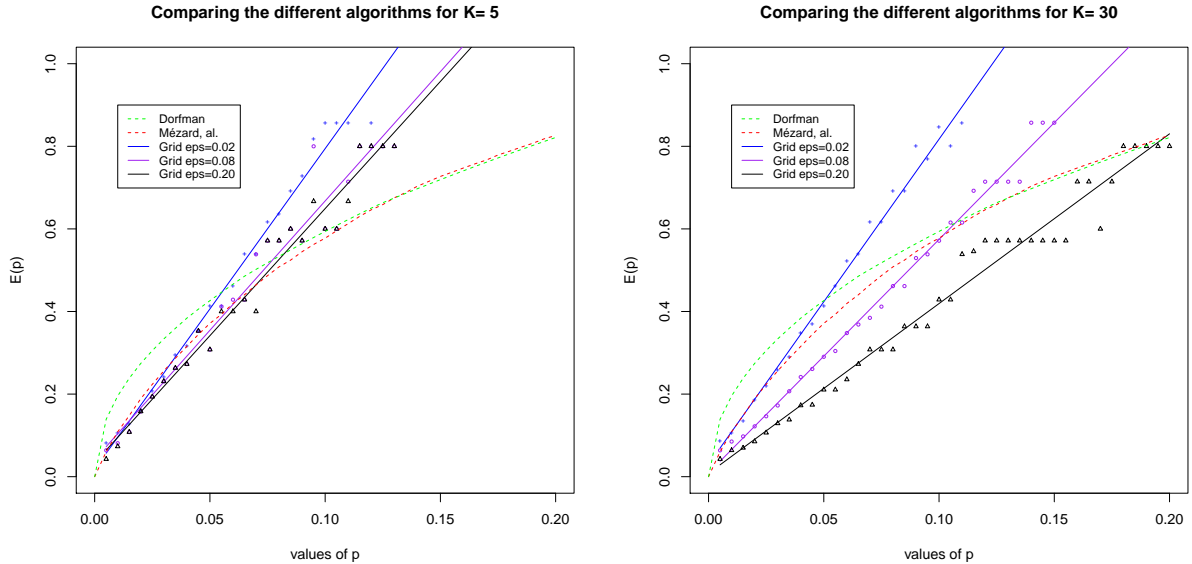 Comparing the different algorithms for K= 5
E(p)
1.0
0.8
0.6
0.4
0.2
0.0
Dorfman
Mézard, al.
Grid eps=0.02
Grid eps=0.08
Grid eps=0.20
0.00 0.05 0.10 0.15 0.20
values of p
Comparing the different algorithms for K= 30
E(p)
1.0
0.8
0.6
0.4
0.2
0.0
Dorfman
Mézard, al.
Grid eps=0.02
Grid eps=0.08
Grid eps=0.20
0.00 0.05 0.10 0.15 0.20
values of p